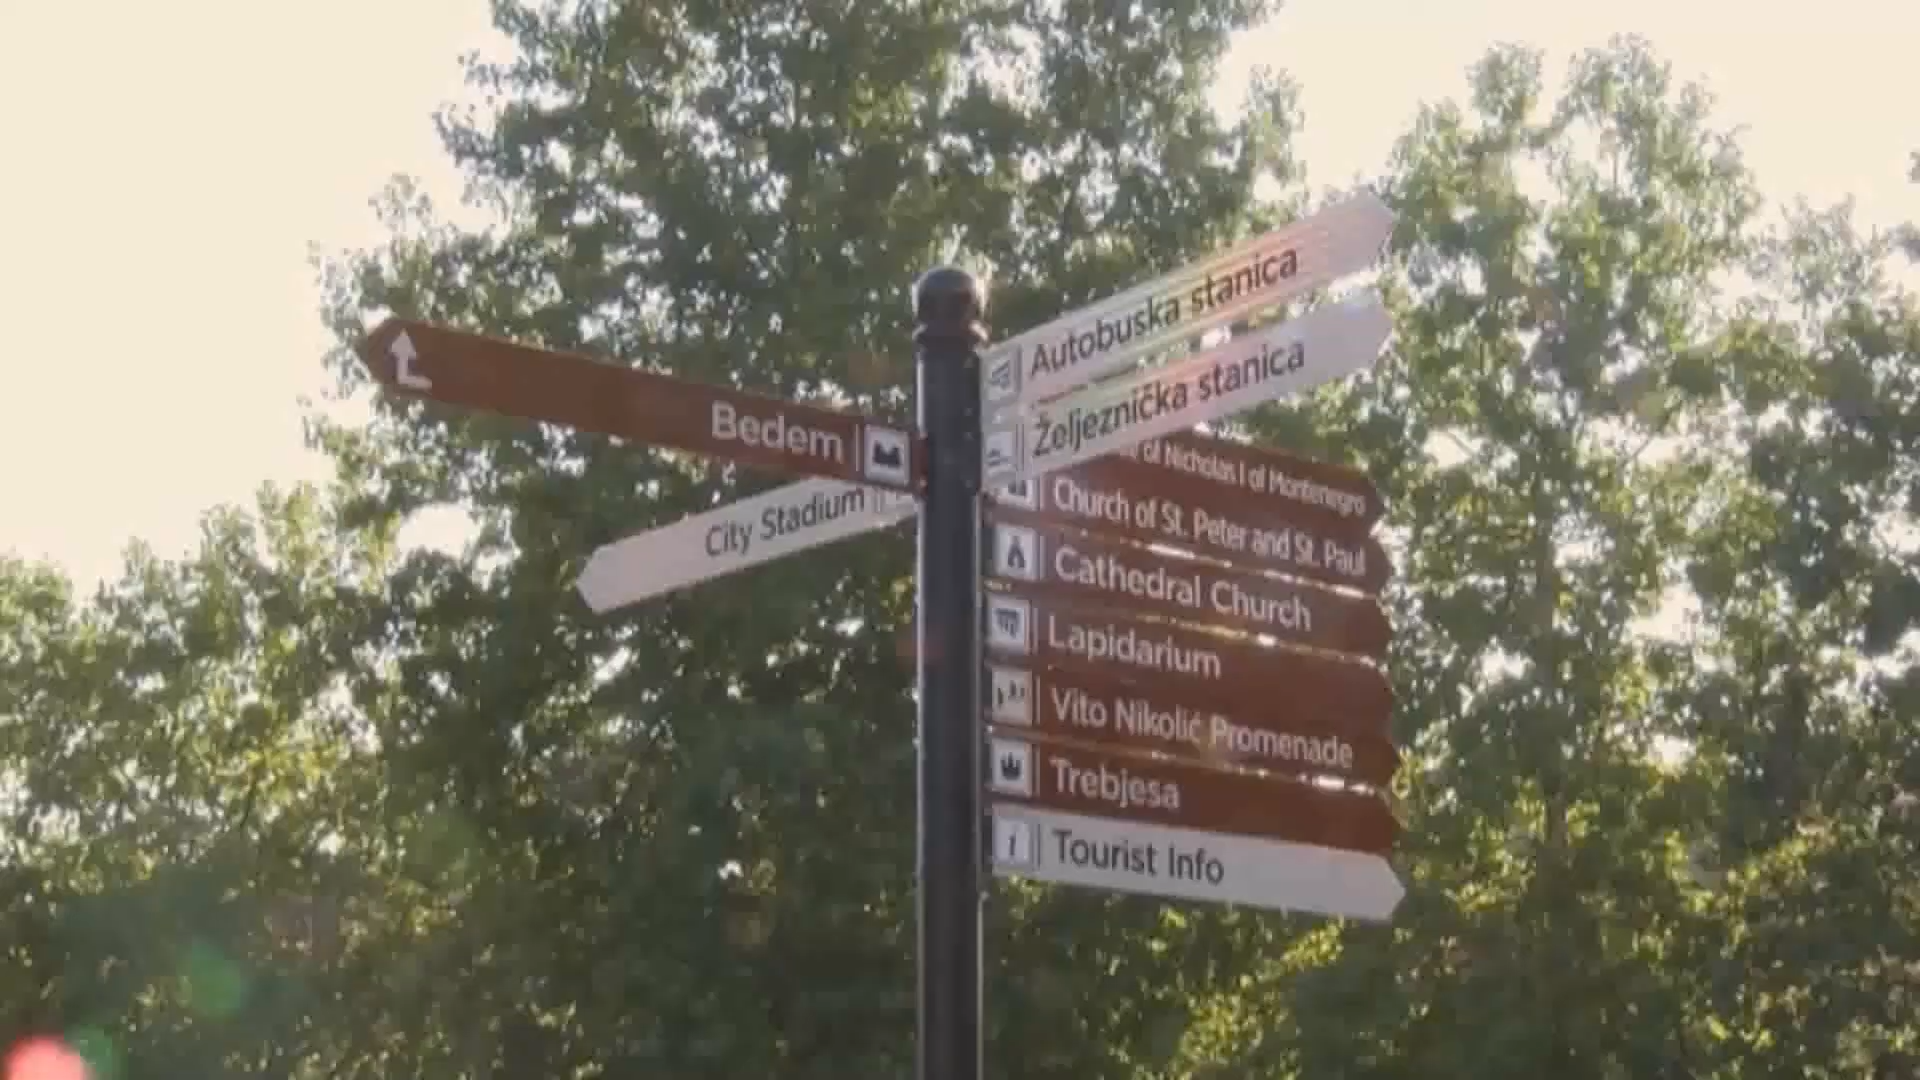 Autobuska stanica
Željeznička stanica
Bedem
City Stadium
of Nicholas I of Montenegro
Church of St. Peter and St. Paul
Cathedral Church
Lapidarium
Vito Nikolić Promenade
Trebjesa
i Tourist Info